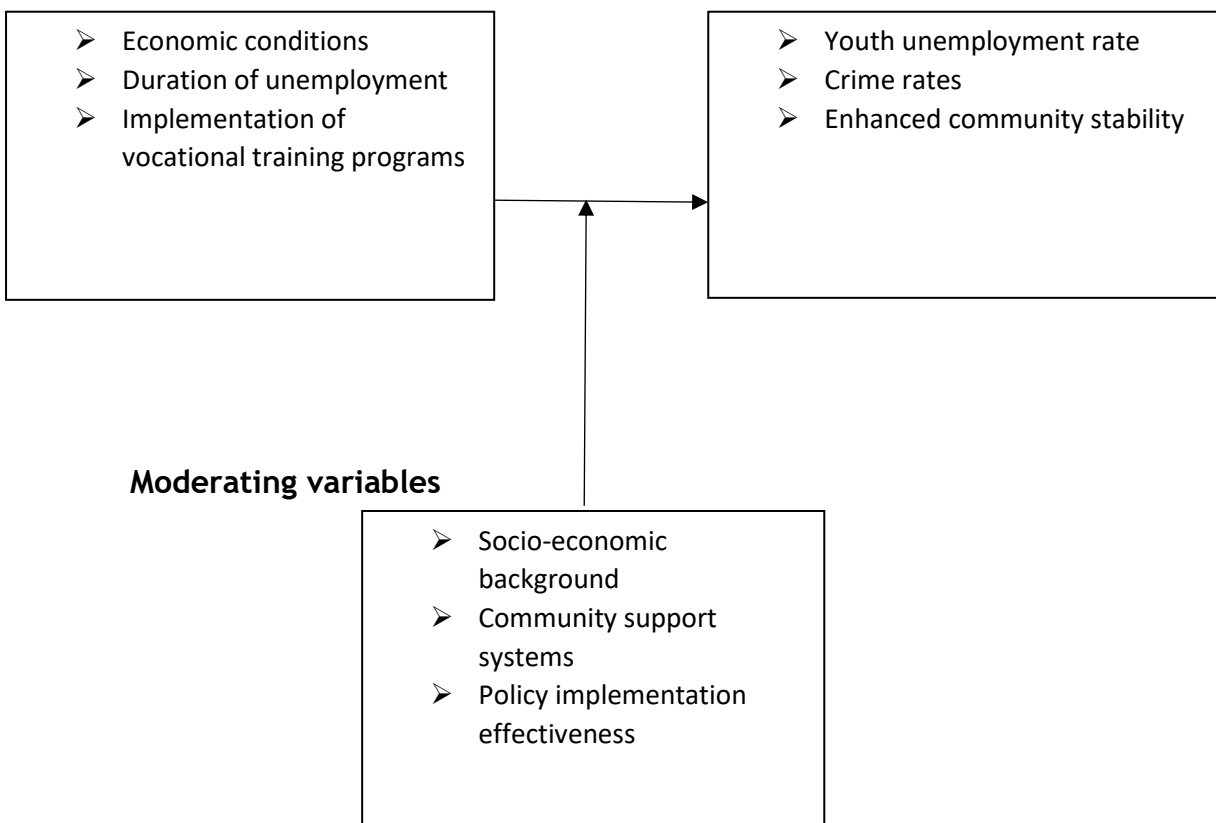 ➢ Economic conditions
➢ Duration of unemployment
➢ Implementation of
vocational training programs
➢ Youth unemployment rate
➢ Crime rates
➢ Enhanced community stability
Moderating variables
➢ Socio-economic
background
➢ Community support
systems
➢ Policy implementation
effectiveness